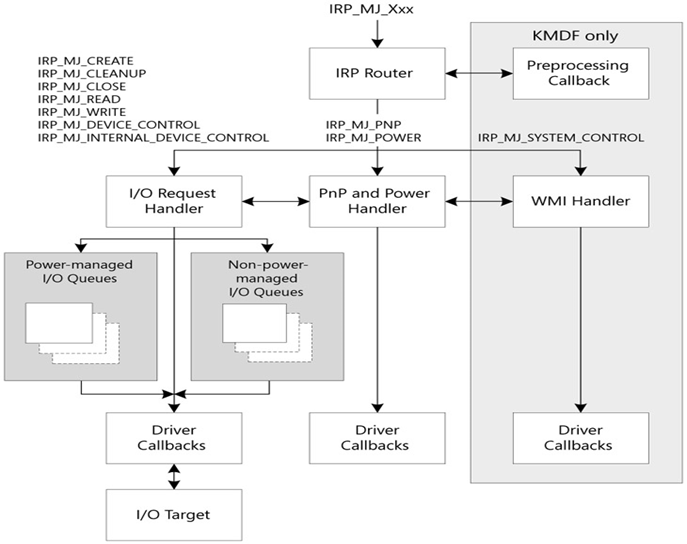 IRP_MJ_Xxx
KMDF only
IRP Router
Preprocessing
Callback
IRP_MJ_CREATE
IRP_MJ_CLEANUP
IRP_MJ_CLOSE
IRP_MJ_READ
IRP_MJ_WRITE
IRP_MJ_DEVICE_CONTROL
IRP_MJ_INTERNAL_DEVICE_CONTROL
IRP_MJ_PNP
IRP_MJ_POWER
IRP_MJ_SYSTEM_CONTROL
I/O Request
Handler
PnP and Power
Handler
WMI Handler
Power-managed
I/O Queues
Non-power-
managed
I/O Queues
Driver
Callbacks
Driver
Callbacks
Driver
Callbacks
I/O Target